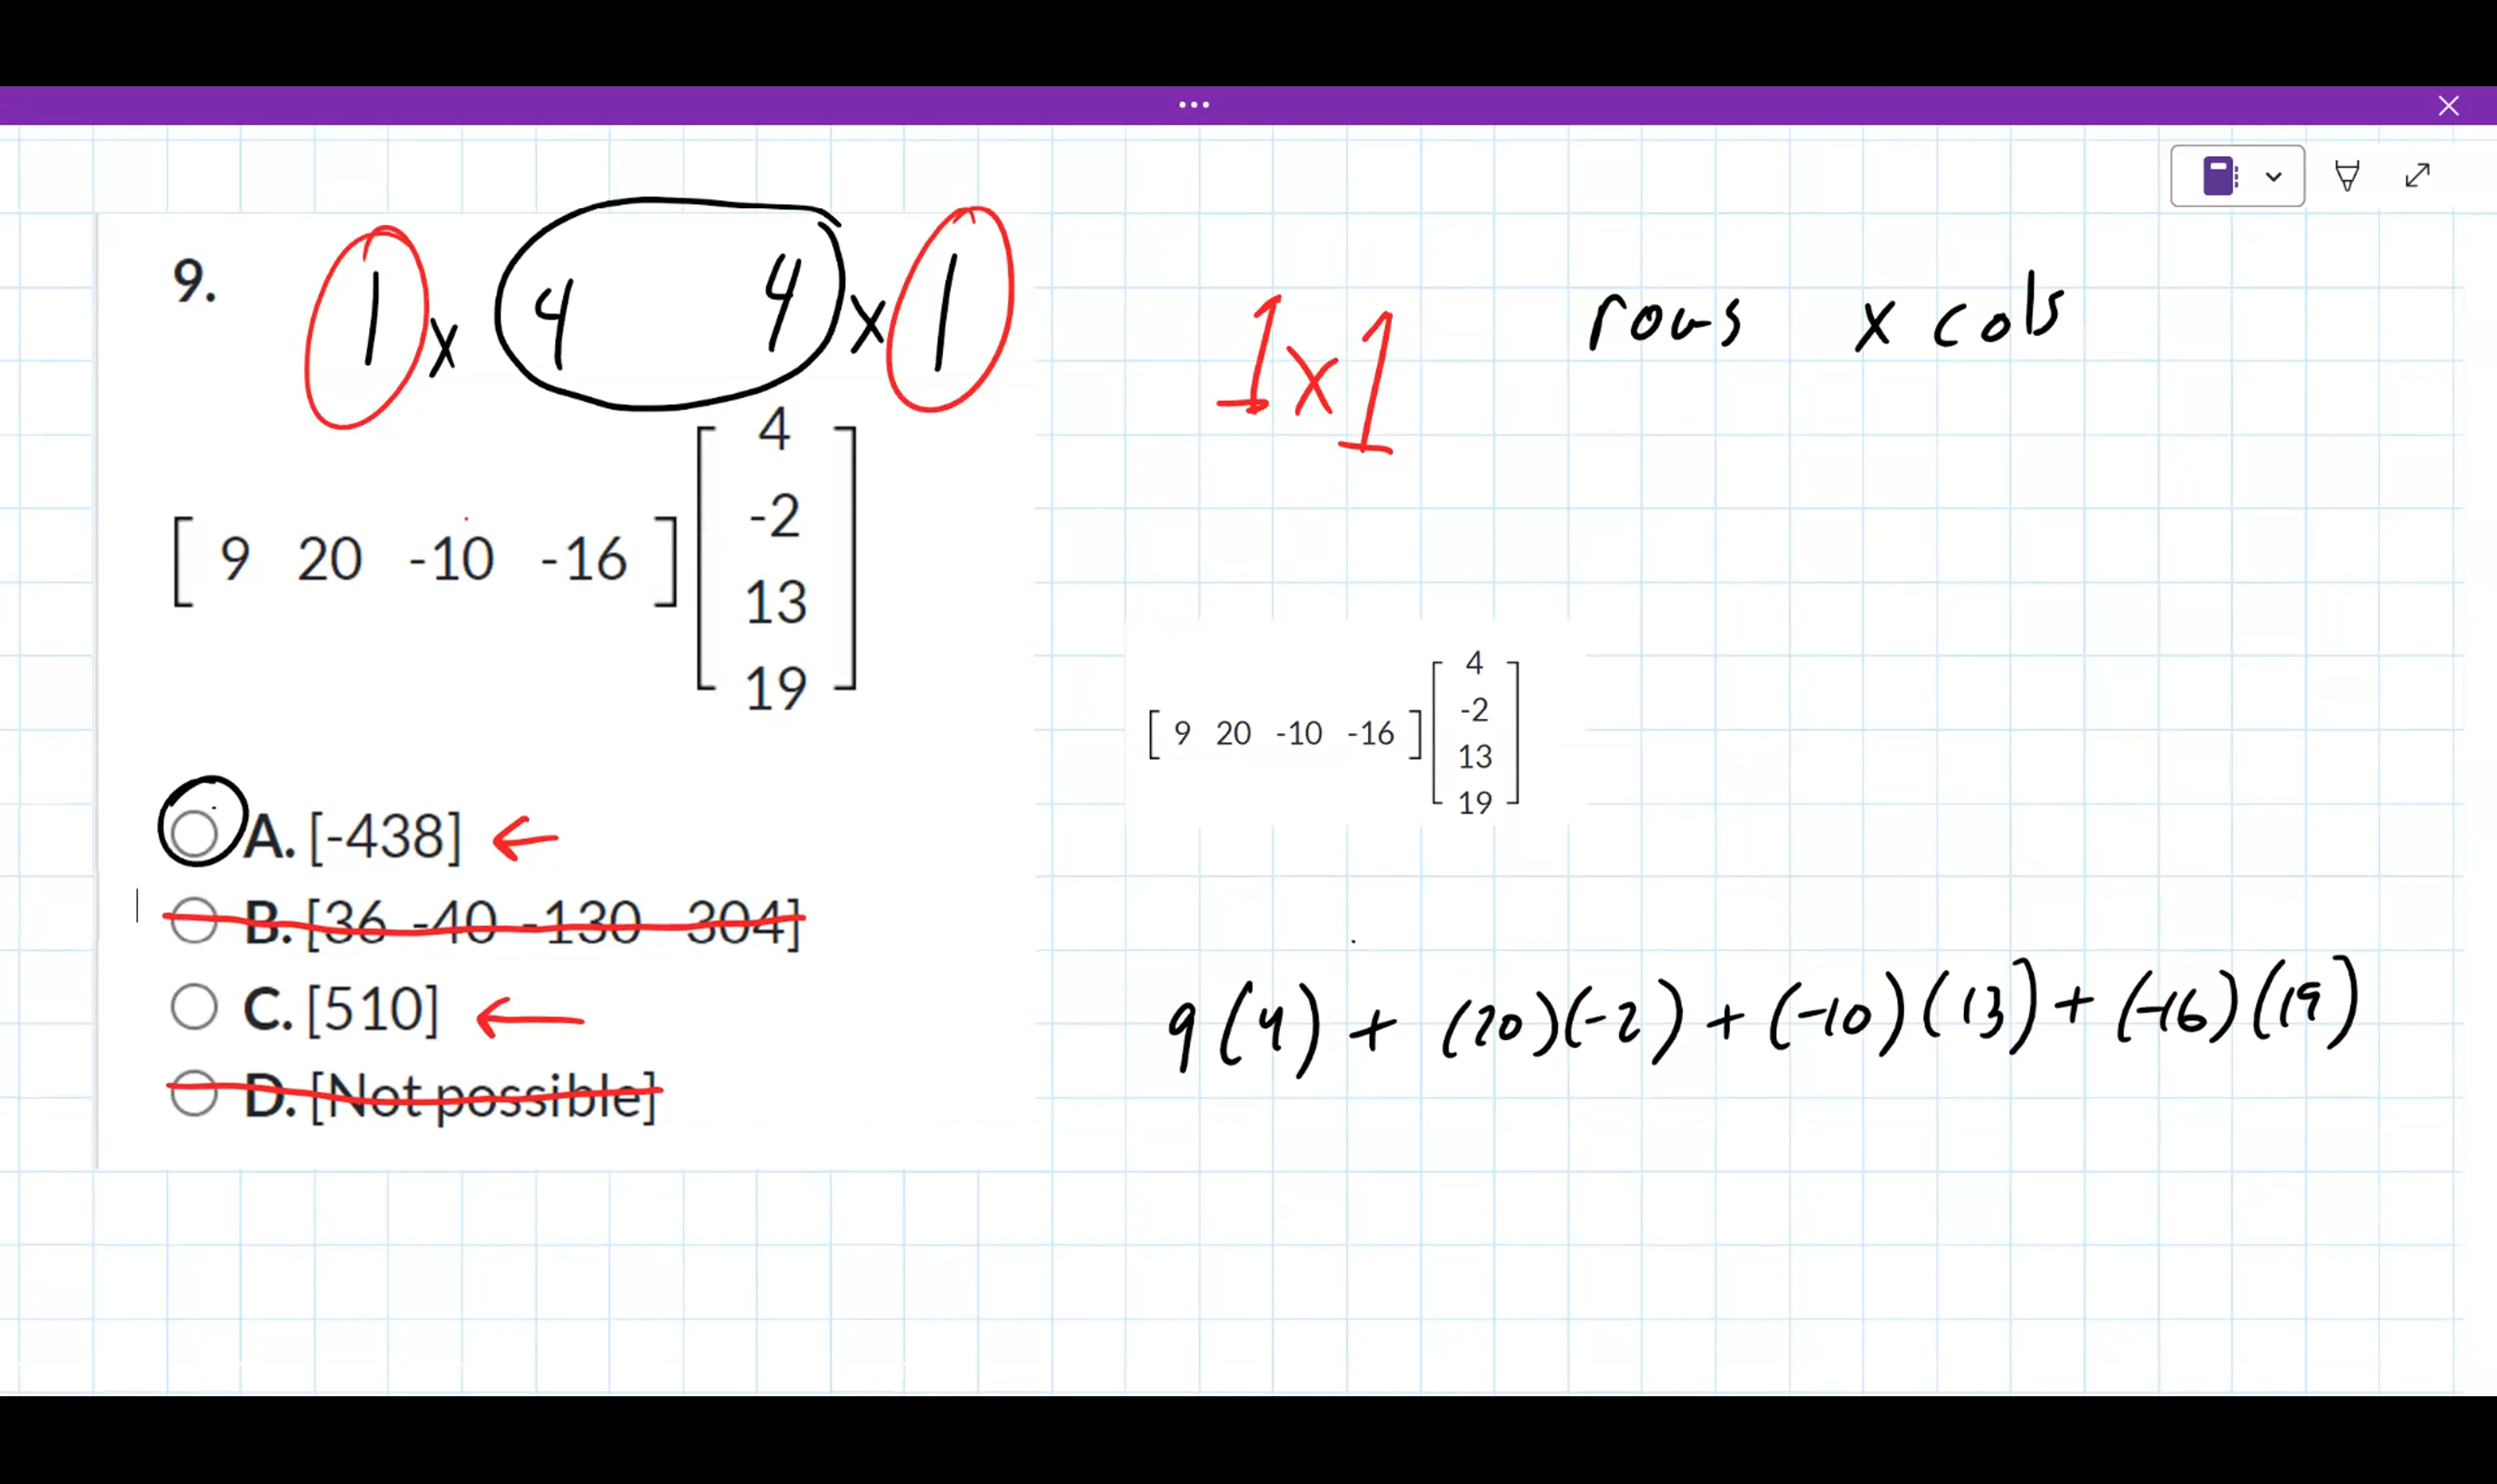 9.
1 x 4 4 x 1
1x1
rows x cols
[ 9 20 -10 -16 ] [ 4
-2
13
19 ]
A. [-438]
B. [36 -40 -130 304]
C. [510]
D. [Not possible]
[ 9 20 -10 -16 ] [ 4
-2
13
19 ]
9(4) + (20)(-2) + (-10)(13) + (-16)(19)